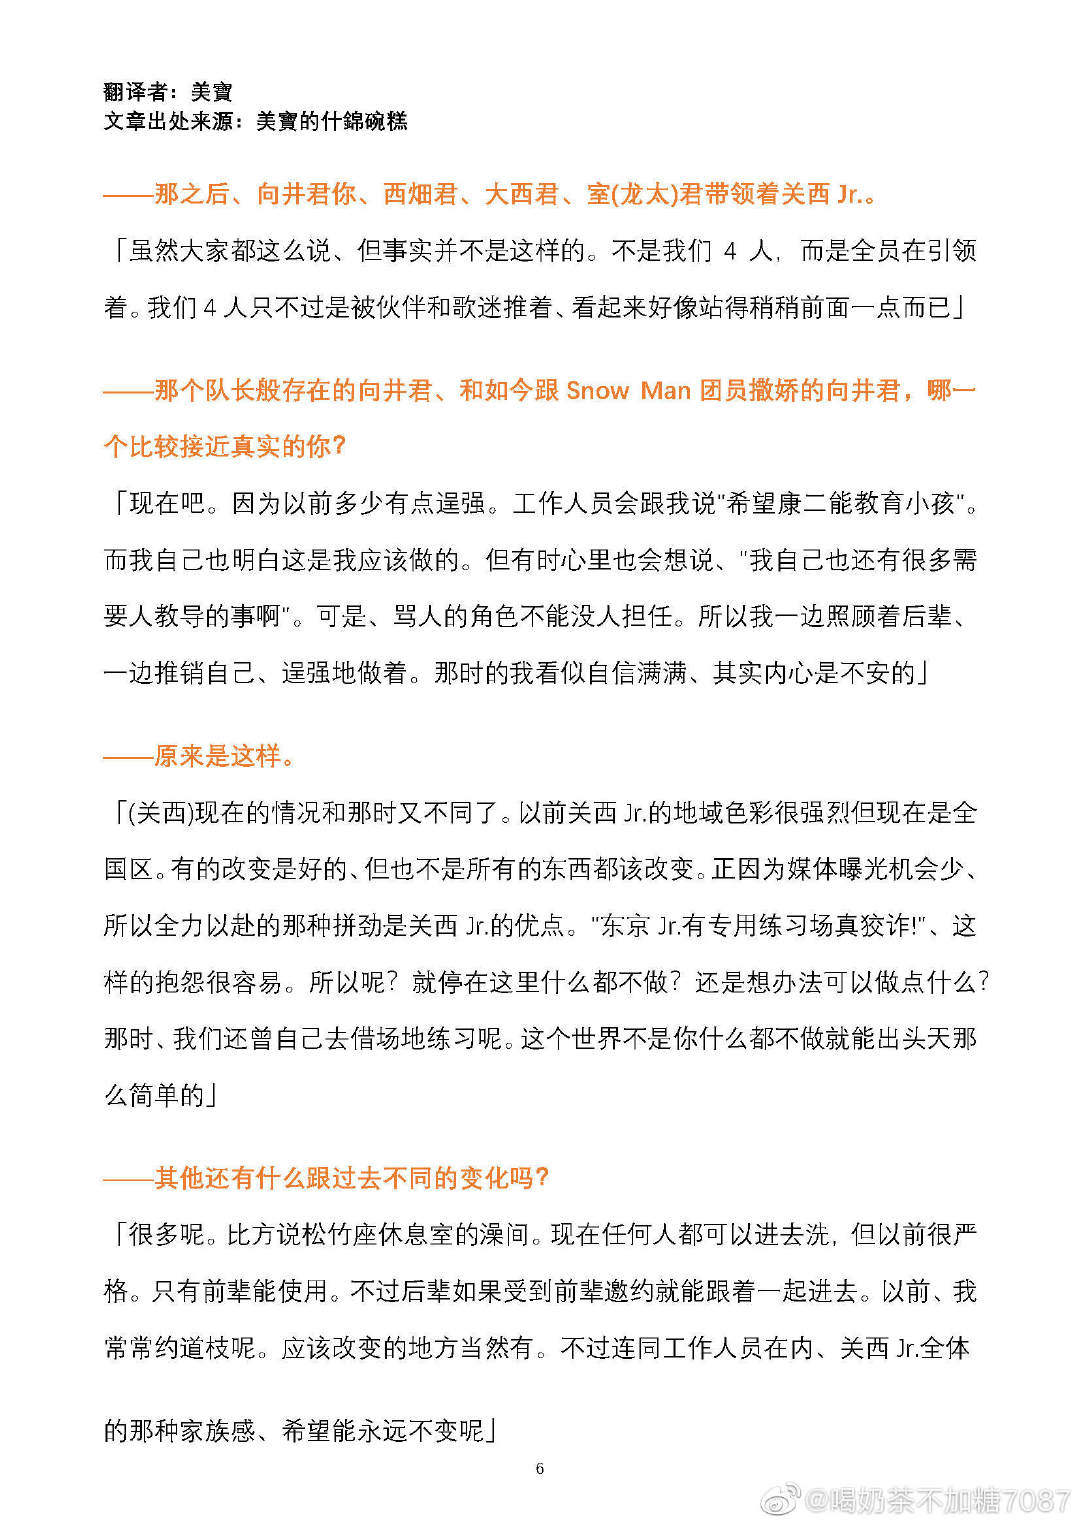 翻译者：美寶
文章出处来源：美寶的什錦碗糕
——那之后、向井君你、西畑君、大西君、室(龙太)君带领着关西 Jr.。
「虽然大家都这么说、但事实并不是这样的。不是我们 4 人，而是全员在引领
着。我们 4 人只不过是被伙伴和歌迷推着、看起来好像站得稍稍前面一点而已」
——那个队长般存在的向井君、和如今跟 Snow Man 团员撒娇的向井君，哪一
个比较接近真实的你？
「现在吧。因为以前多少有点逞强。工作人员会跟我说"希望康二能教育小孩"。
而我自己也明白这是我应该做的。但有时心里也会想说、"我自己也还有很多需
要人教导的事啊"。可是、骂人的角色不能没人担任。所以我一边照顾着后辈、
一边推销自己、逞强地做着。那时的我看似自信满满、其实内心是不安的」
——原来是这样。
「(关西)现在的情况和那时又不同了。以前关西 Jr.的地域色彩很强烈但现在是全
国区。有的改变是好的、但也不是所有的东西都该改变。正因为媒体曝光机会少、
所以全力以赴的那种拼劲是关西 Jr.的优点。"东京 Jr.有专用练习场真狡诈!"、这
样的抱怨很容易。所以呢？就停在这里什么都不做？还是想办法可以做点什么？
那时、我们还曾自己去借场地练习呢。这个世界不是你什么都不做就能出头天那
么简单的」
——其他还有什么跟过去不同的变化吗？
「很多呢。比方说松竹座休息室的澡间。现在任何人都可以进去洗，但以前很严
格。只有前辈能使用。不过后辈如果受到前辈邀约就能跟着一起进去。以前、我
常常约道枝呢。应该改变的地方当然有。不过连同工作人员在内、关西 Jr.全体
的那种家族感、希望能永远不变呢」
6
@喝奶茶不加糖7087